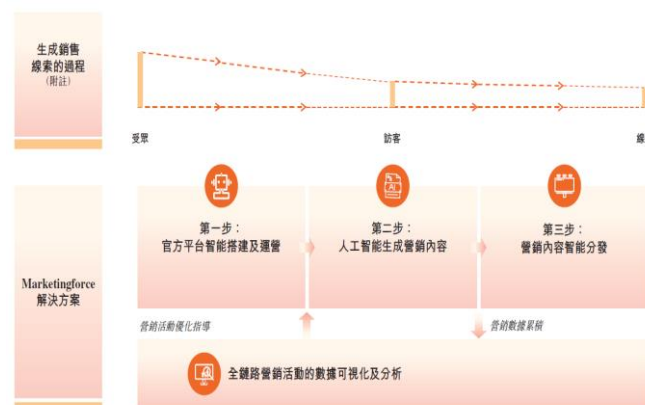 生成銷售
線索的過程
(附註)
受眾
訪客
線
第一步：
官方平台智能搭建及運營
第二步：
人工智能生成營銷內容
第三步：
營銷內容智能分發
Marketingforce
解決方案
營銷活動優化指導
營銷數據累積
全鏈路營銷活動的數據可視化及分析